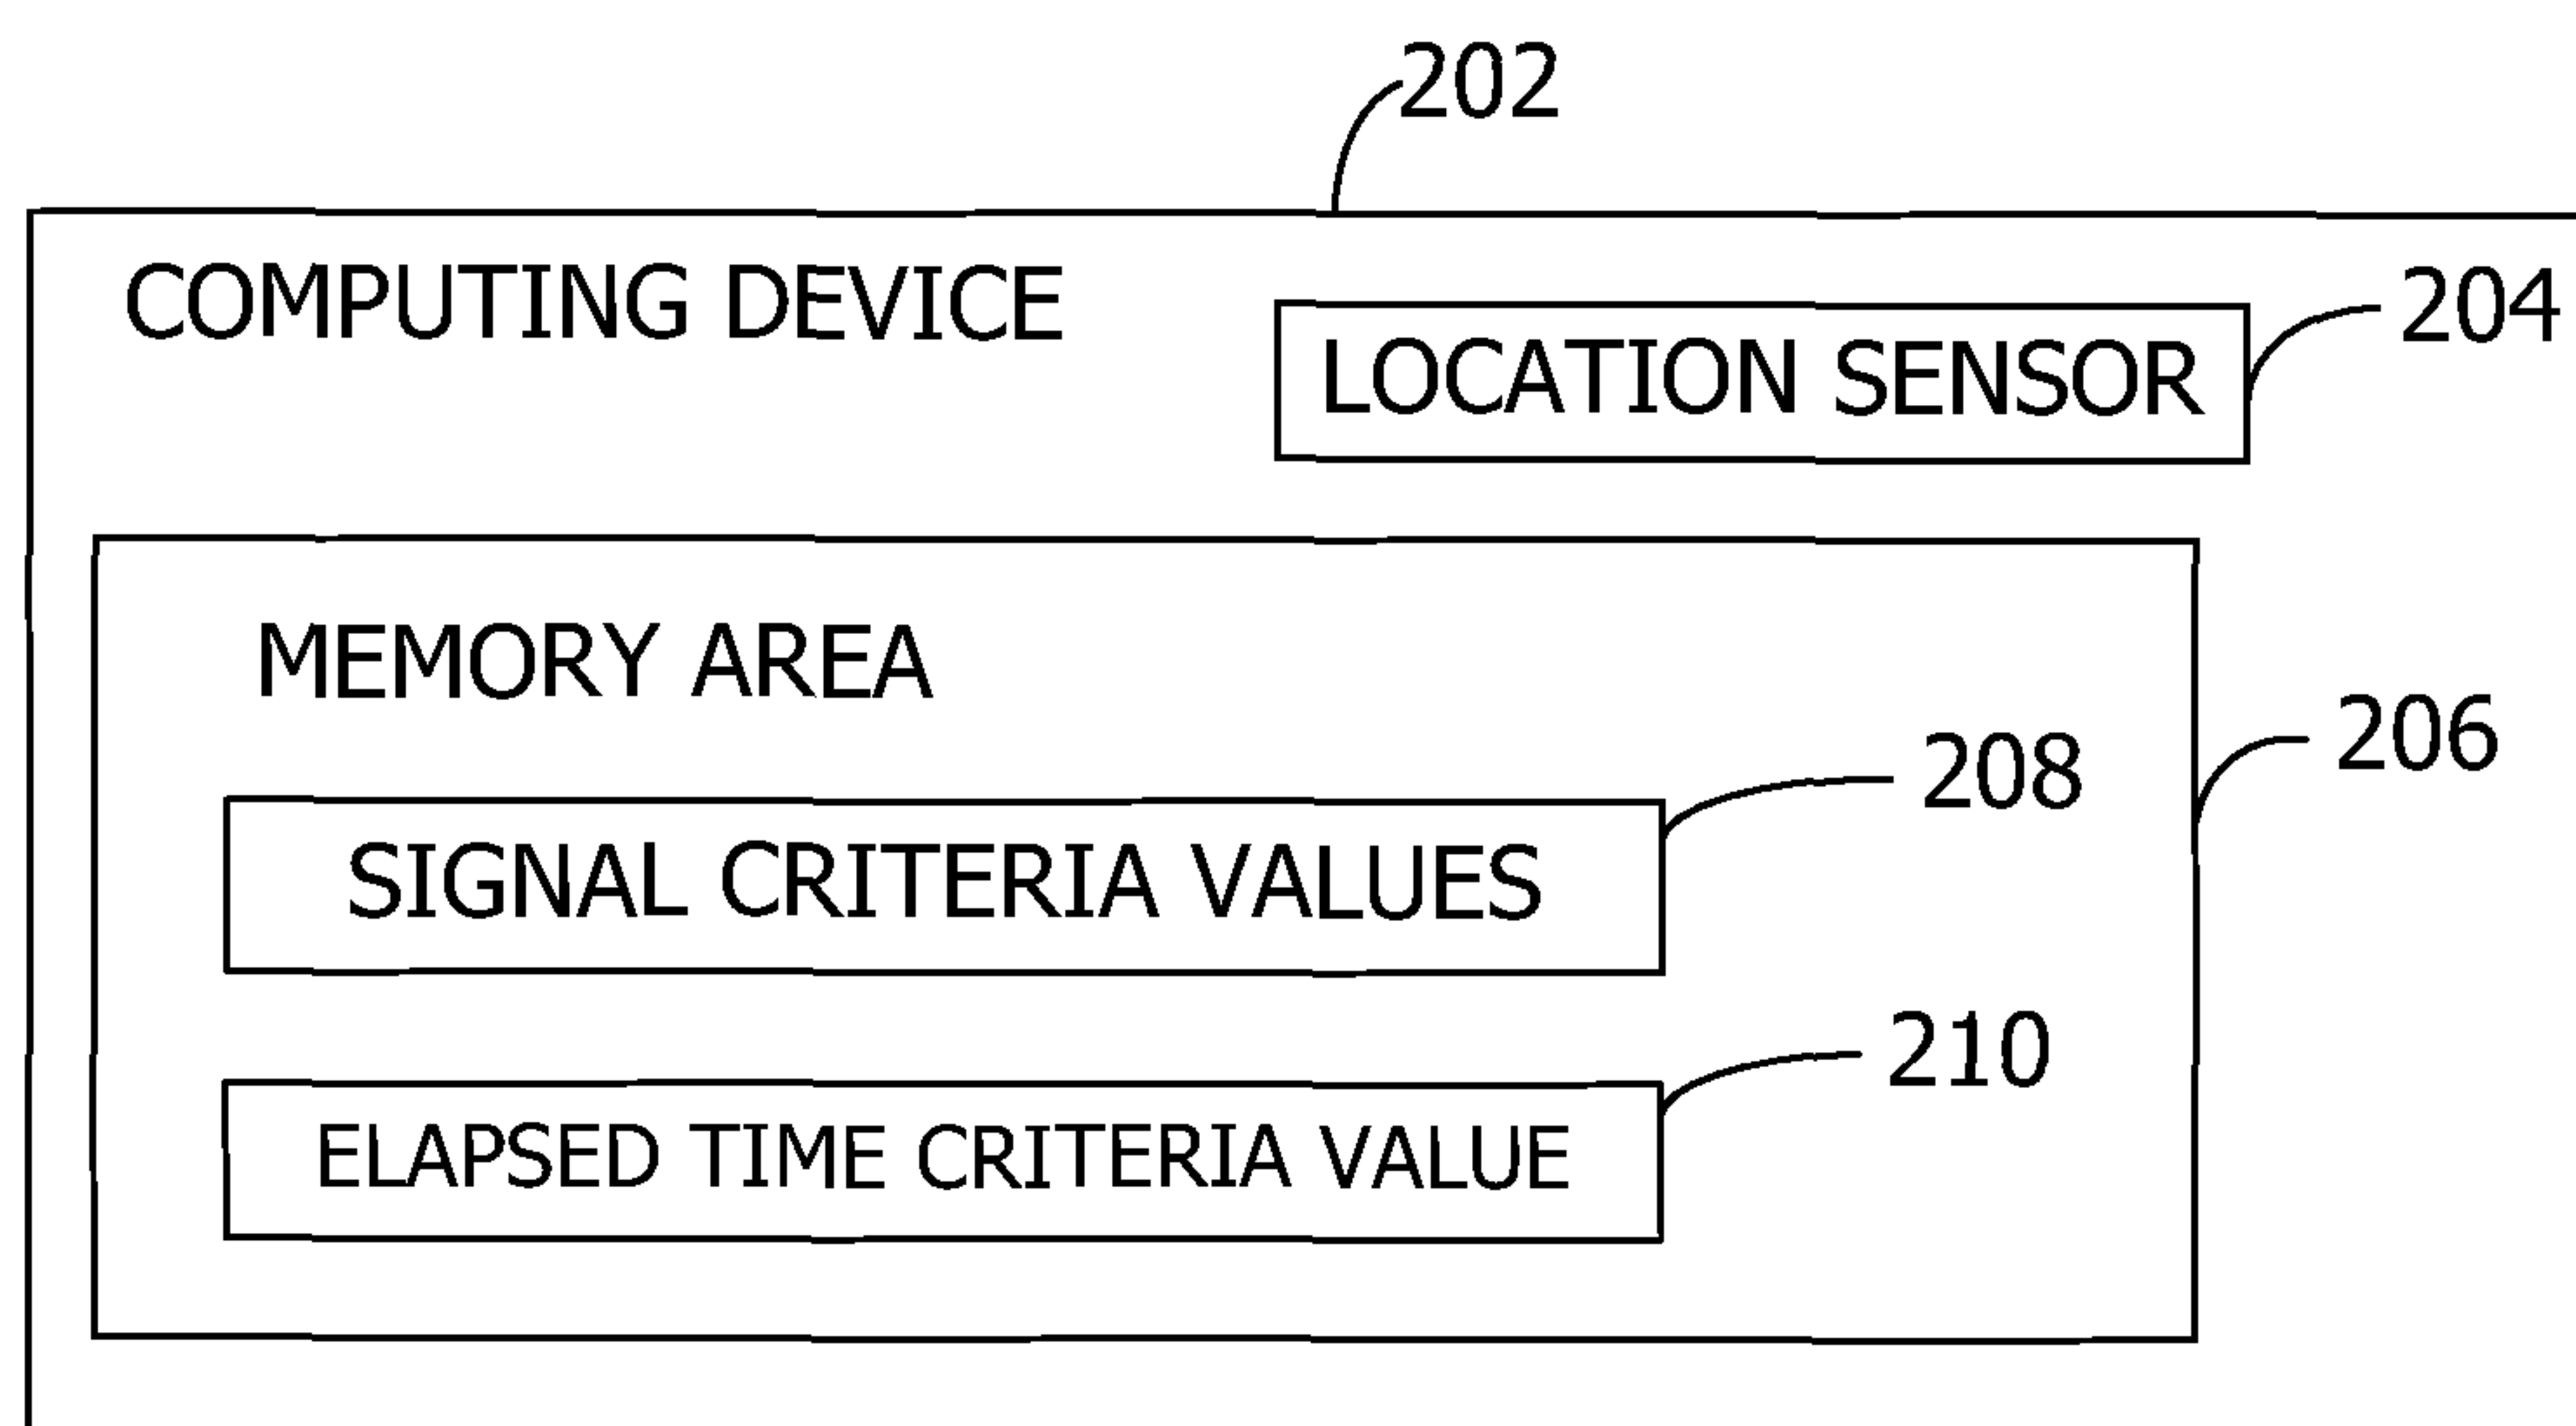 202
COMPUTING DEVICE
204
LOCATION SENSOR
MEMORY AREA
206
208
SIGNAL CRITERIA VALUES
210
ELAPSED TIME CRITERIA VALUE